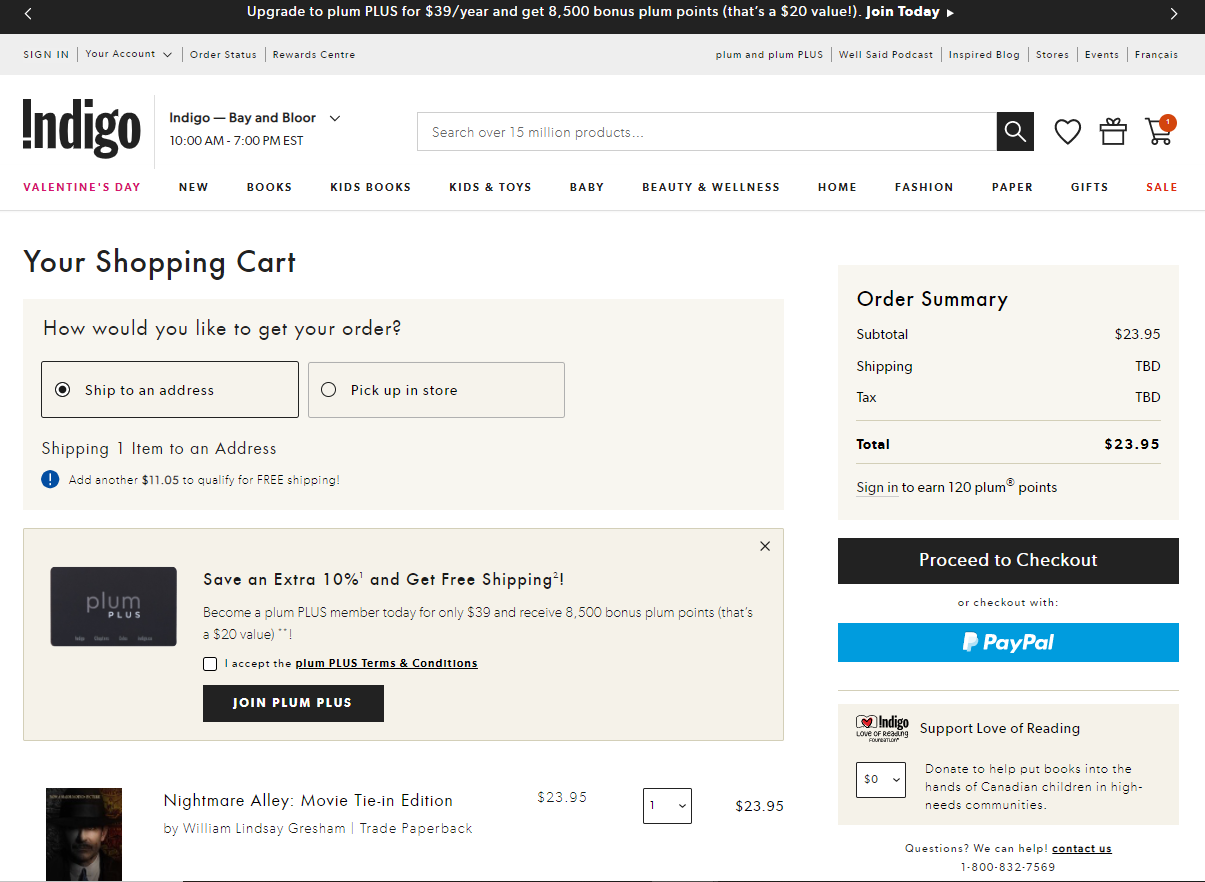 Upgrade to plum PLUS for $39/year and get 8,500 bonus plum points (that's a $20 value!). Join Today ▸
SIGN IN | Your Account | Order Status | Rewards Centre
plum and plum PLUS | Well Said Podcast | Inspired Blog | Stores | Events | Français
!ndigo
Indigo — Bay and Bloor
10:00 AM - 7:00 PM EST
Search over 15 million products...
1
VALENTINE'S DAY NEW BOOKS KIDS BOOKS KIDS & TOYS BABY BEAUTY & WELLNESS HOME FASHION PAPER GIFTS SALE
Your Shopping Cart
How would you like to get your order?
Ship to an address
Pick up in store
Shipping 1 Item to an Address
! Add another $11.05 to qualify for FREE shipping!
plum
PLUS
Save an Extra 10%¹ and Get Free Shipping²!
Become a plum PLUS member today for only $39 and receive 8,500 bonus plum points (that's
a $20 value) **!
I accept the plum PLUS Terms & Conditions
JOIN PLUM PLUS
Nightmare Alley: Movie Tie-in Edition
by William Lindsay Gresham | Trade Paperback
$23.95
1
$23.95
Order Summary
Subtotal $23.95
Shipping TBD
Tax TBD
Total $23.95
Sign in to earn 120 plum® points
Proceed to Checkout
or checkout with:
PayPal
!ndigo
LOVE OF READING
FOUNDATION
Support Love of Reading
$0
Donate to help put books into the
hands of Canadian children in high-
needs communities.
Questions? We can help! contact us
1-800-832-7569